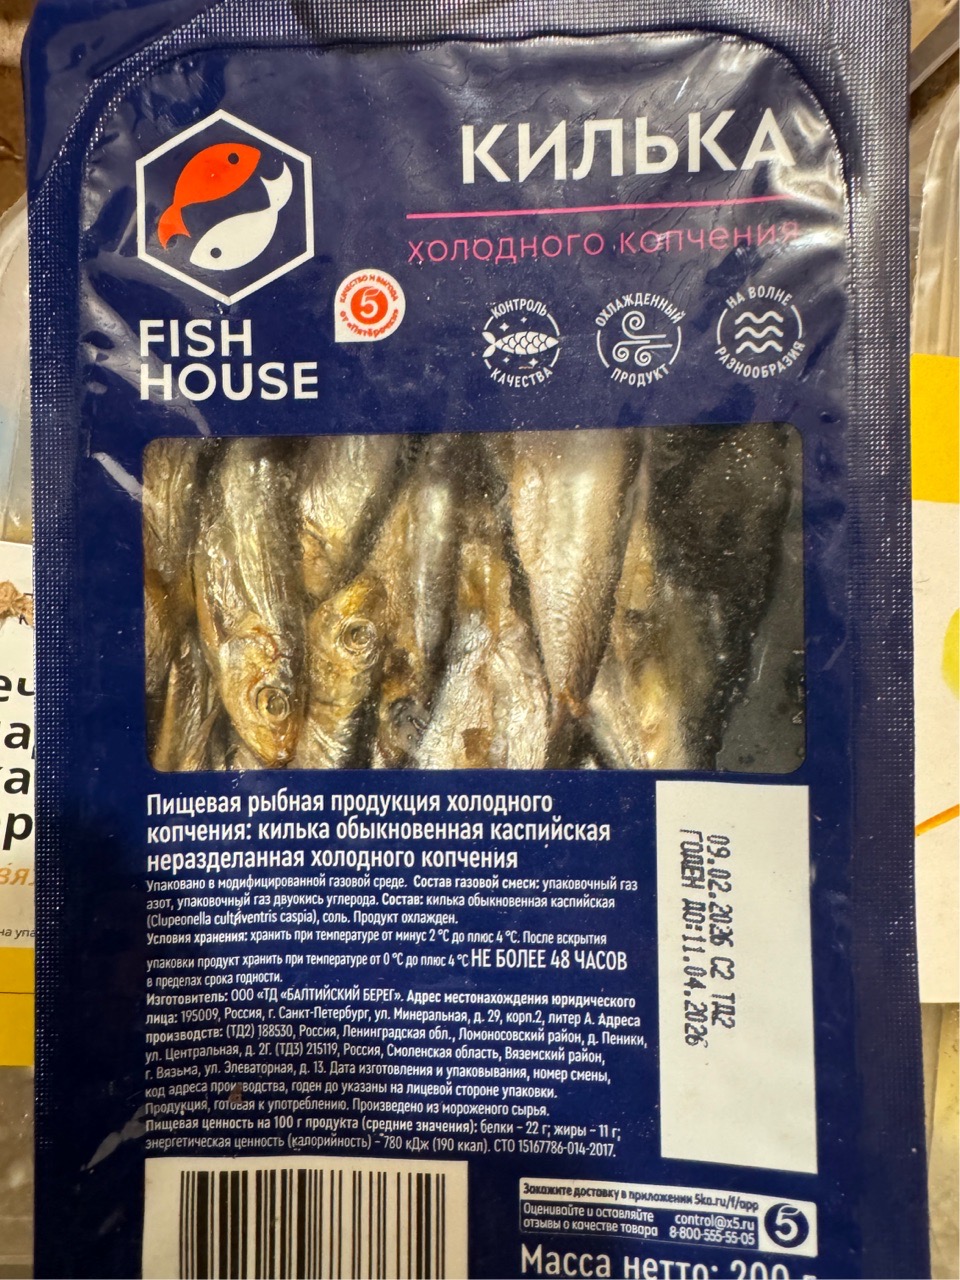 КИЛЬКА
ХОЛОДНОГО КОПЧЕНИЯ
FISH
HOUSE
КАЧЕСТВО И ВЫГОДА
ОТ «Пятёрочки»
5
КОНТРОЛЬ
КАЧЕСТВА
ОХЛАЖДЕННЫЙ
ПРОДУКТ
НА ВОЛНЕ
РАЗНООБРАЗИЯ
Пищевая рыбная продукция холодного
копчения: килька обыкновенная каспийская
неразделанная холодного копчения
Упаковано в модифицированной газовой среде. Состав газовой смеси: упаковочный газ
азот, упаковочный газ двуокись углерода. Состав: килька обыкновенная каспийская
(Clupeonella cultriventris caspia), соль. Продукт охлажден.
Условия хранения: хранить при температуре от минус 2 °С до плюс 4 °С. После вскрытия
упаковки продукт хранить при температуре от 0 °С до плюс 4 °С НЕ БОЛЕЕ 48 ЧАСОВ
в пределах срока годности.
Изготовитель: ООО «ТД «БАЛТИЙСКИЙ БЕРЕГ». Адрес местонахождения юридического
лица: 195009, Россия, г. Санкт-Петербург, ул. Минеральная, д. 29, корп.2, литер А. Адреса
производств: (ТД2) 188530, Россия, Ленинградская обл., Ломоносовский район, д. Пеники,
ул. Центральная, д. 2Г. (ТД3) 215119, Россия, Смоленская область, Вяземский район,
г. Вязьма, ул. Элеваторная, д. 13. Дата изготовления и упаковывания, номер смены,
код адреса производства, годен до указаны на лицевой стороне упаковки.
Продукция, готовая к употреблению. Произведено из мороженого сырья.
Пищевая ценность на 100 г продукта (средние значения): белки – 22 г; жиры – 11 г;
энергетическая ценность (калорийность) – 780 кДж (190 ккал). СТО 15167786-014-2017.
09.02.2026 С2 ТД2
ГОДЕН ДО:11.04.2026
Закажите доставку в приложении 5ka.ru/f/app
Оценивайте и оставляйте
отзывы о качестве товара
control@x5.ru
8-800-555-55-05
5
Масса нетто: 200